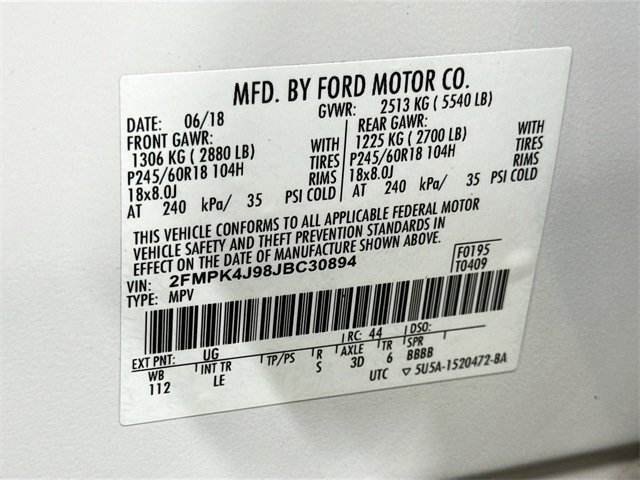 MFD. BY FORD MOTOR CO.
DATE: 06/18 GVWR: 2513 KG ( 5540 LB)
FRONT GAWR: WITH REAR GAWR: WITH
1306 KG ( 2880 LB) TIRES 1225 KG ( 2700 LB) TIRES
P245/60R18 104H RIMS P245/60R18 104H RIMS
18x8.0J 18x8.0J
AT 240 kPa/ 35 PSI COLD AT 240 kPa/ 35 PSI COLD
THIS VEHICLE CONFORMS TO ALL APPLICABLE FEDERAL MOTOR
VEHICLE SAFETY AND THEFT PREVENTION STANDARDS IN
EFFECT ON THE DATE OF MANUFACTURE SHOWN ABOVE.
VIN: 2FMPK4J98JBC30894 F0195
TYPE: MPV T0409
EXT PNT: UG RC: 44 DSO:
WB INT TR TP/PS R AXLE TR SPR
112 LE S 3D 6 BBBB
UTC ▽ 5U5A-1520472-BA